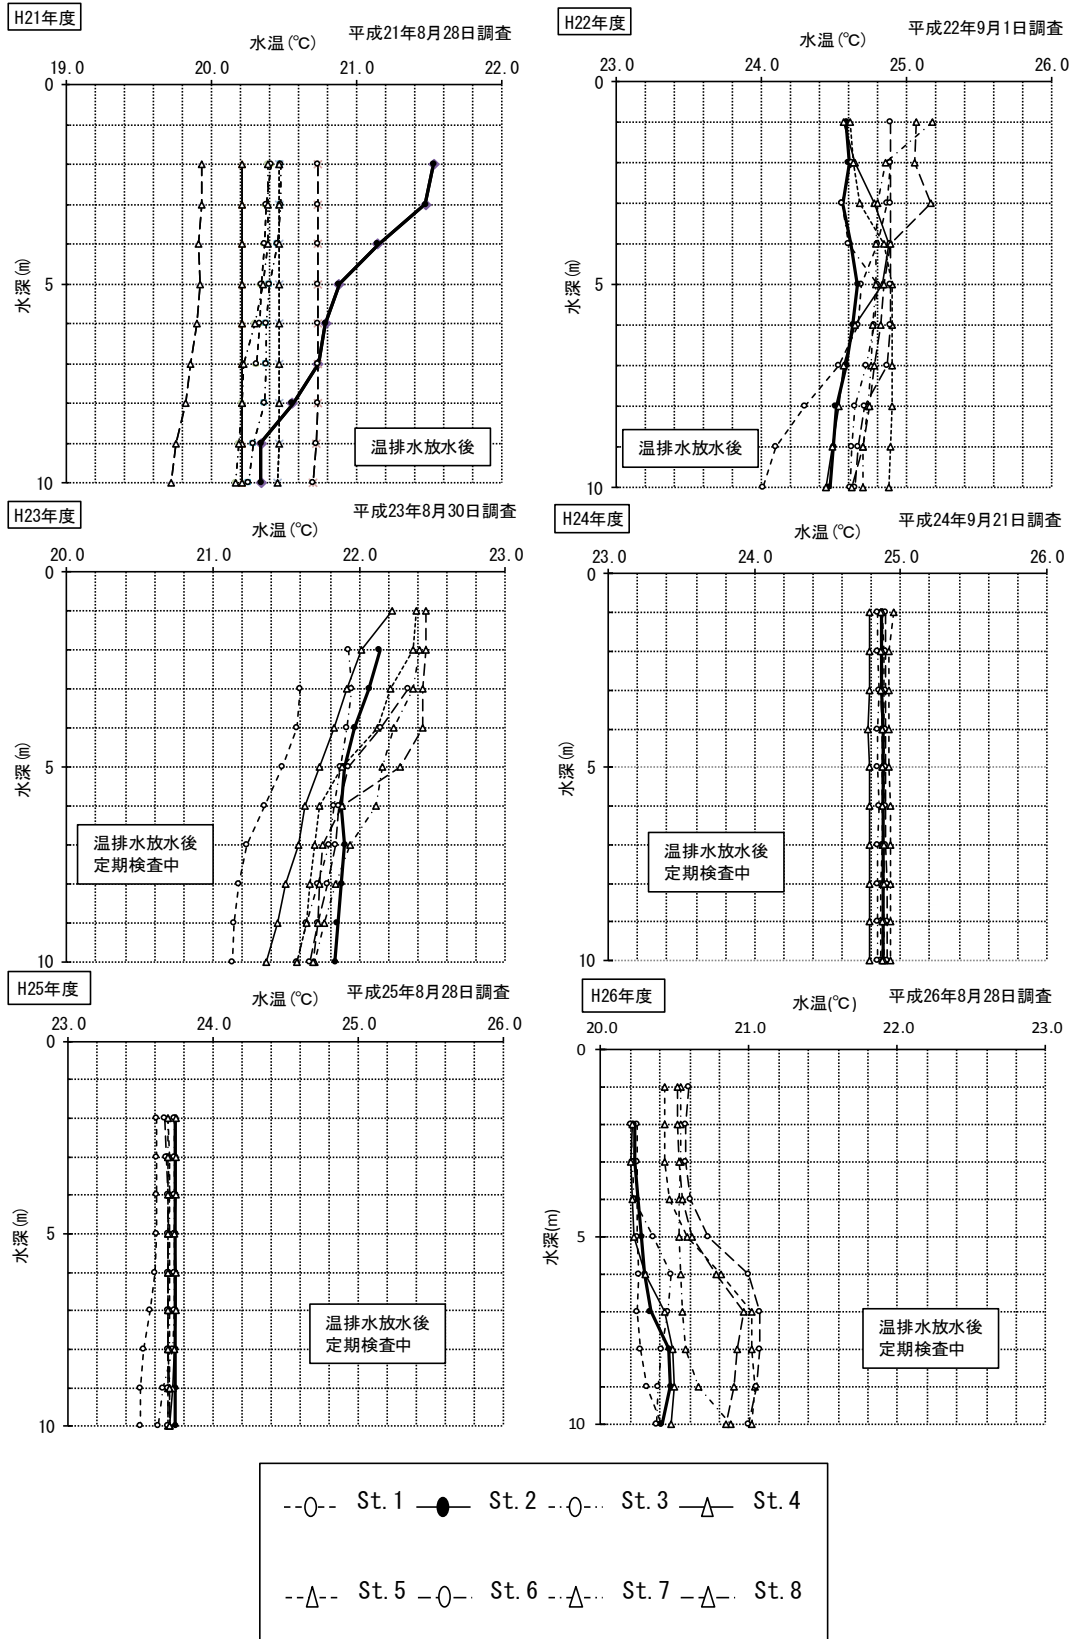 H21年度
平成21年8月28日調査
水温(℃)
19.0 20.0 21.0 22.0
0
5
10
水深(m)
温排水放水後
H22年度
平成22年9月1日調査
水温(℃)
23.0 24.0 25.0 26.0
0
5
10
水深(m)
温排水放水後
H23年度
平成23年8月30日調査
水温(℃)
20.0 21.0 22.0 23.0
0
5
10
水深(m)
温排水放水後
定期検査中
H24年度
平成24年9月21日調査
水温(℃)
23.0 24.0 25.0 26.0
0
5
10
水深(m)
温排水放水後
定期検査中
H25年度
平成25年8月28日調査
水温(℃)
23.0 24.0 25.0 26.0
0
5
10
水深(m)
温排水放水後
定期検査中
H26年度
平成26年8月28日調査
水温(℃)
20.0 21.0 22.0 23.0
0
5
10
水深(m)
温排水放水後
定期検査中
St.1 St.2 St.3 St.4
St.5 St.6 St.7 St.8